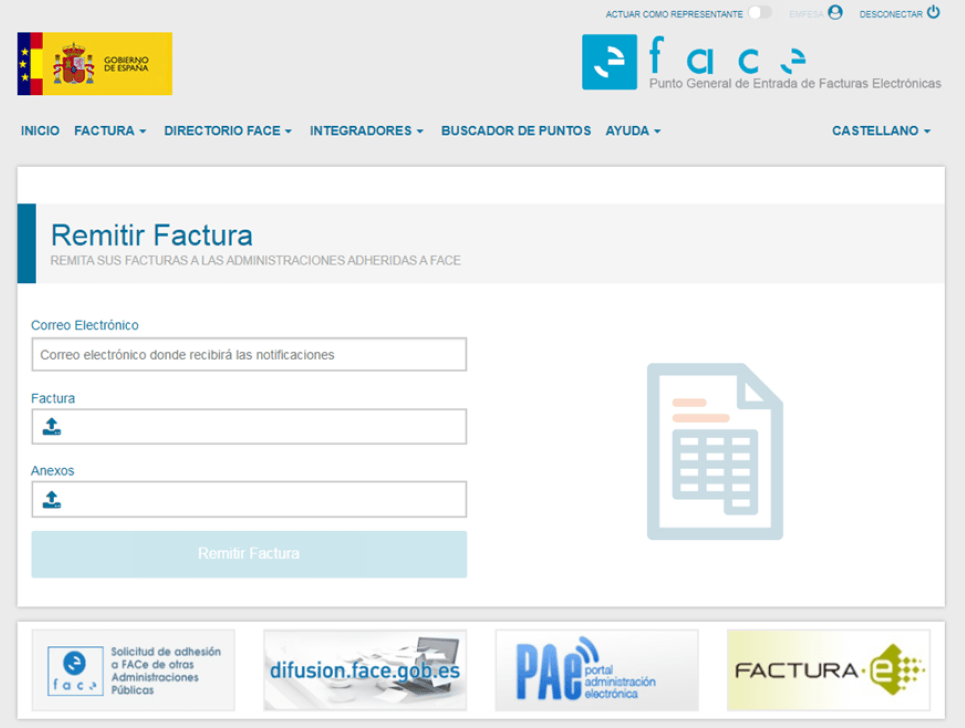 ACTUAR COMO REPRESENTANTE EMFESA DESCONECTAR
GOBIERNO
DE ESPAÑA
face
Punto General de Entrada de Facturas Electrónicas
INICIO FACTURA DIRECTORIO FACE INTEGRADORES BUSCADOR DE PUNTOS AYUDA CASTELLANO
Remitir Factura
REMITA SUS FACTURAS A LAS ADMINISTRACIONES ADHERIDAS A FACE
Correo Electrónico
Correo electrónico donde recibirá las notificaciones
Factura
Anexos
Remitir Factura
face
Solicitud de adhesión
a FACe de otras
Administraciones
Públicas
difusion.face.gob.es
PAe portal
administración
electrónica
FACTURA-e